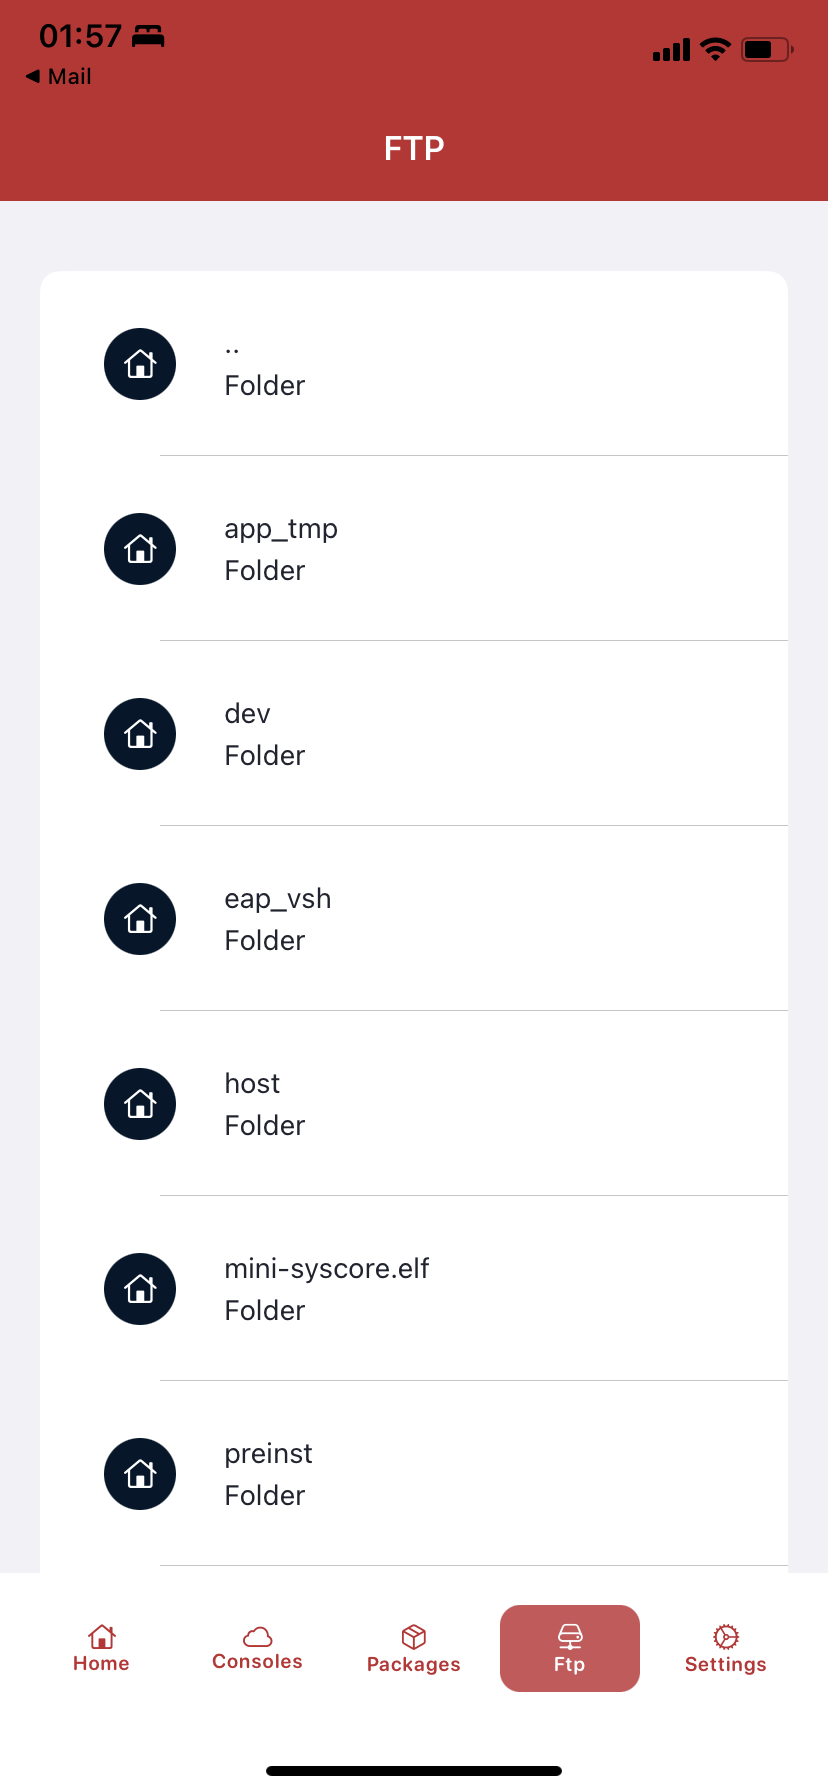 01:57
◀ Mail
FTP
..
Folder
app_tmp
Folder
dev
Folder
eap_vsh
Folder
host
Folder
mini-syscore.elf
Folder
preinst
Folder
Home
Consoles
Packages
Ftp
Settings